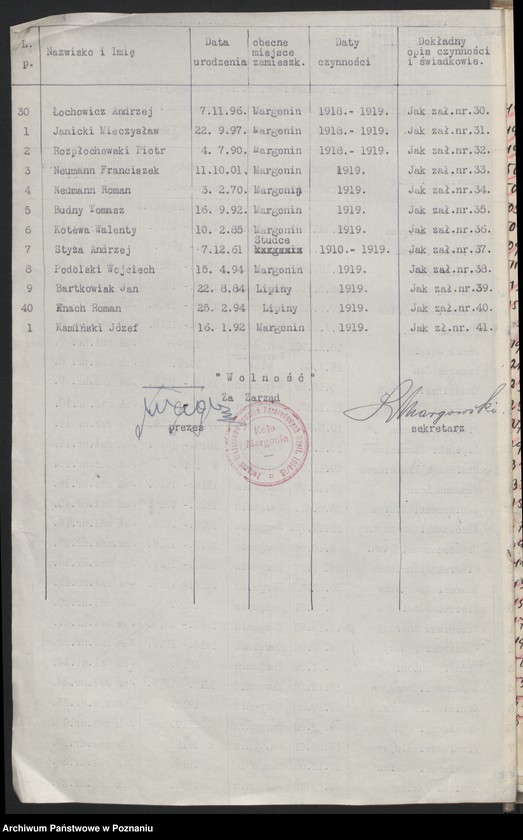 L. p. Nazwisko i Imię Data urodzenia obecne miejsce zamieszk. Daty czynności Dokładny opis czynności i świadkowie.
30 Łochowicz Andrzej 7.11.96. Margonin 1918.- 1919. Jak zał.nr.30.
1 Janicki Mieczysław 22. 9.97. Margonin 1918.- 1919. Jak zał.nr.31.
2 Rozpłochowski Piotr 4. 7.90. Margonin 1918.- 1919. Jak zał.nr.32.
3 Neumann Franciszek 11.10.01. Margonin 1919. Jak zał.nr.33.
4 Neumann Roman 3. 2.70. Margonin 1919. Jak zał.nr.34.
5 Budny Tomasz 16. 9.92. Margonin 1919. Jak zał.nr.35.
6 Kotewa Walenty 10. 2.85 Margonin 1919. Jak zał.nr.36.
7 Styża Andrzej 7.12.61 Studce 1910.- 1919. Jak zał.nr.37.
8 Podolski Wojciech 15. 4.94 Margonin 1919. Jak zał.nr.38.
9 Bartkowiak Jan 22. 8.84 Lipiny 1919. Jak zał.nr.39.
40 Enach Roman 25. 2.94 Lipiny 1919. Jak zał.nr.40.
1 Kamiński Józef 16. 1.92 Margonin 1919. Jak zł.nr. 41.
"Wolność"
Za Zarząd
prezes
Koło
Margonin
L Margowski.
sekretarz
Archiwum Państwowe w Poznaniu